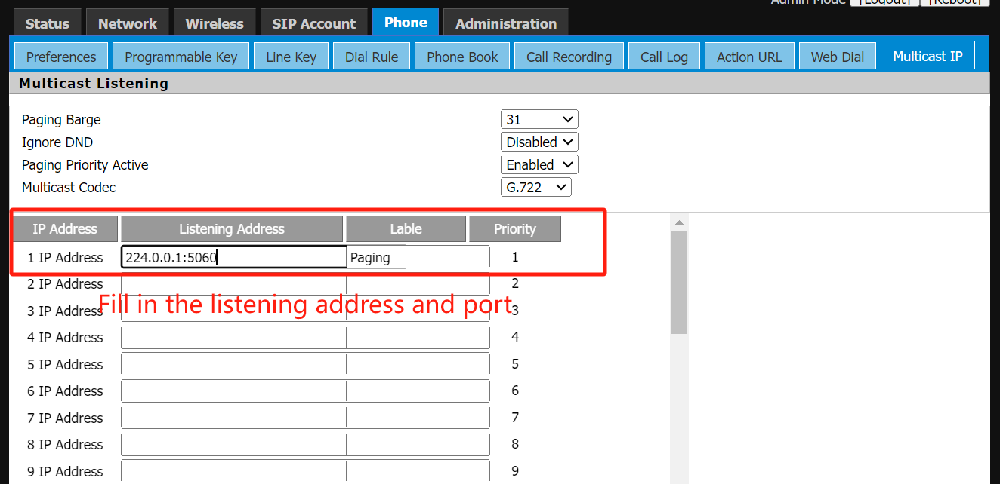 Admin Mode [Logout] [Reboot]
Status Network Wireless SIP Account Phone Administration
Preferences Programmable Key Line Key Dial Rule Phone Book Call Recording Call Log Action URL Web Dial Multicast IP
Multicast Listening
Paging Barge 31
Ignore DND Disabled
Paging Priority Active Enabled
Multicast Codec G.722
IP Address Listening Address Lable Priority
1 IP Address 224.0.0.1:5060 Paging 1
2 IP Address 2
Fill in the listening address and port
3 IP Address 3
4 IP Address 4
5 IP Address 5
6 IP Address 6
7 IP Address 7
8 IP Address 8
9 IP Address 9